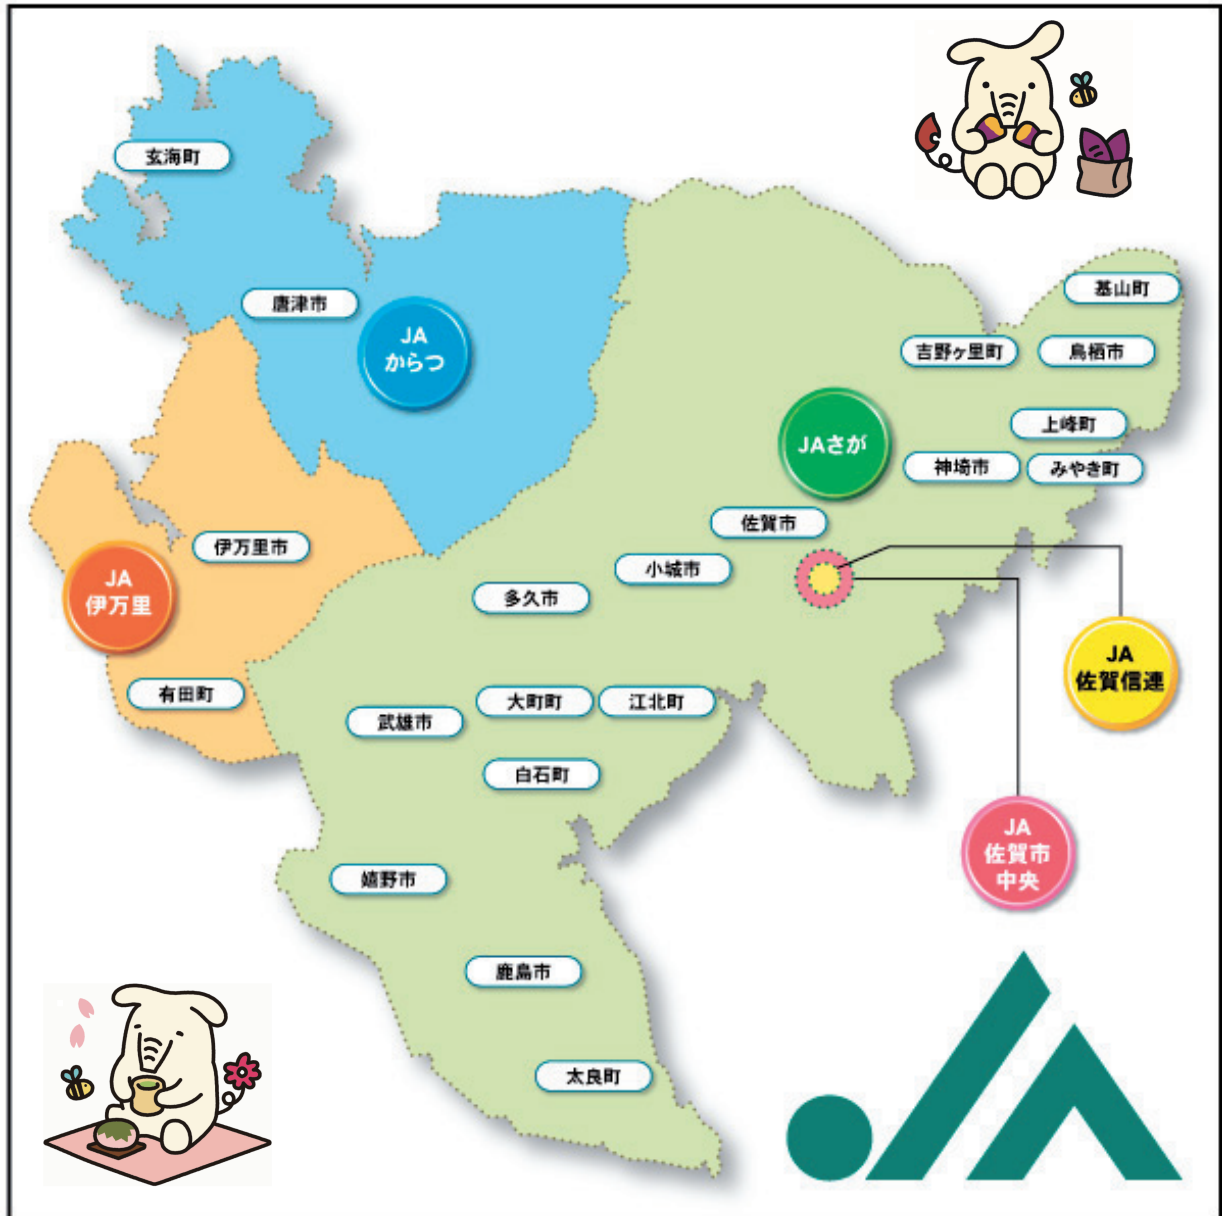 玄海町
唐津市
JA
からつ
基山町
吉野ヶ里町
鳥栖市
上峰町
JAさが
神埼市
みやき町
佐賀市
伊万里市
小城市
JA
伊万里
多久市
JA
佐賀信連
有田町
大町町
江北町
武雄市
白石町
JA
佐賀市
中央
嬉野市
鹿島市
太良町
JA